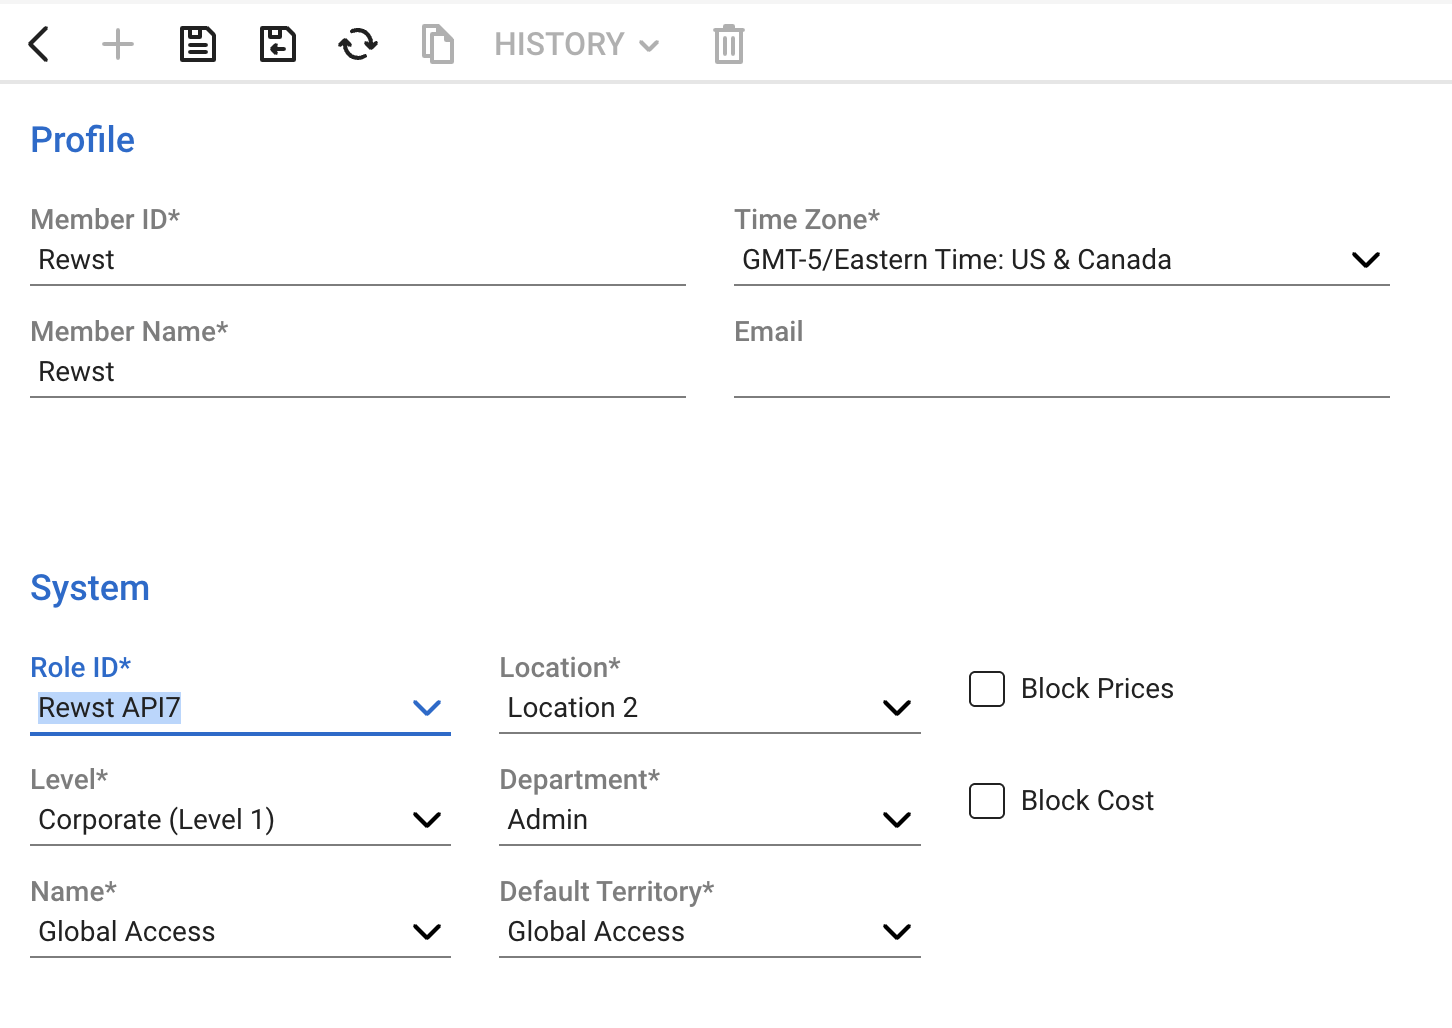 HISTORY
Profile
Member ID*
Rewst
Time Zone*
GMT-5/Eastern Time: US & Canada
Member Name*
Rewst
Email
System
Role ID*
Rewst API7
Location*
Location 2
Block Prices
Level*
Corporate (Level 1)
Department*
Admin
Block Cost
Name*
Global Access
Default Territory*
Global Access